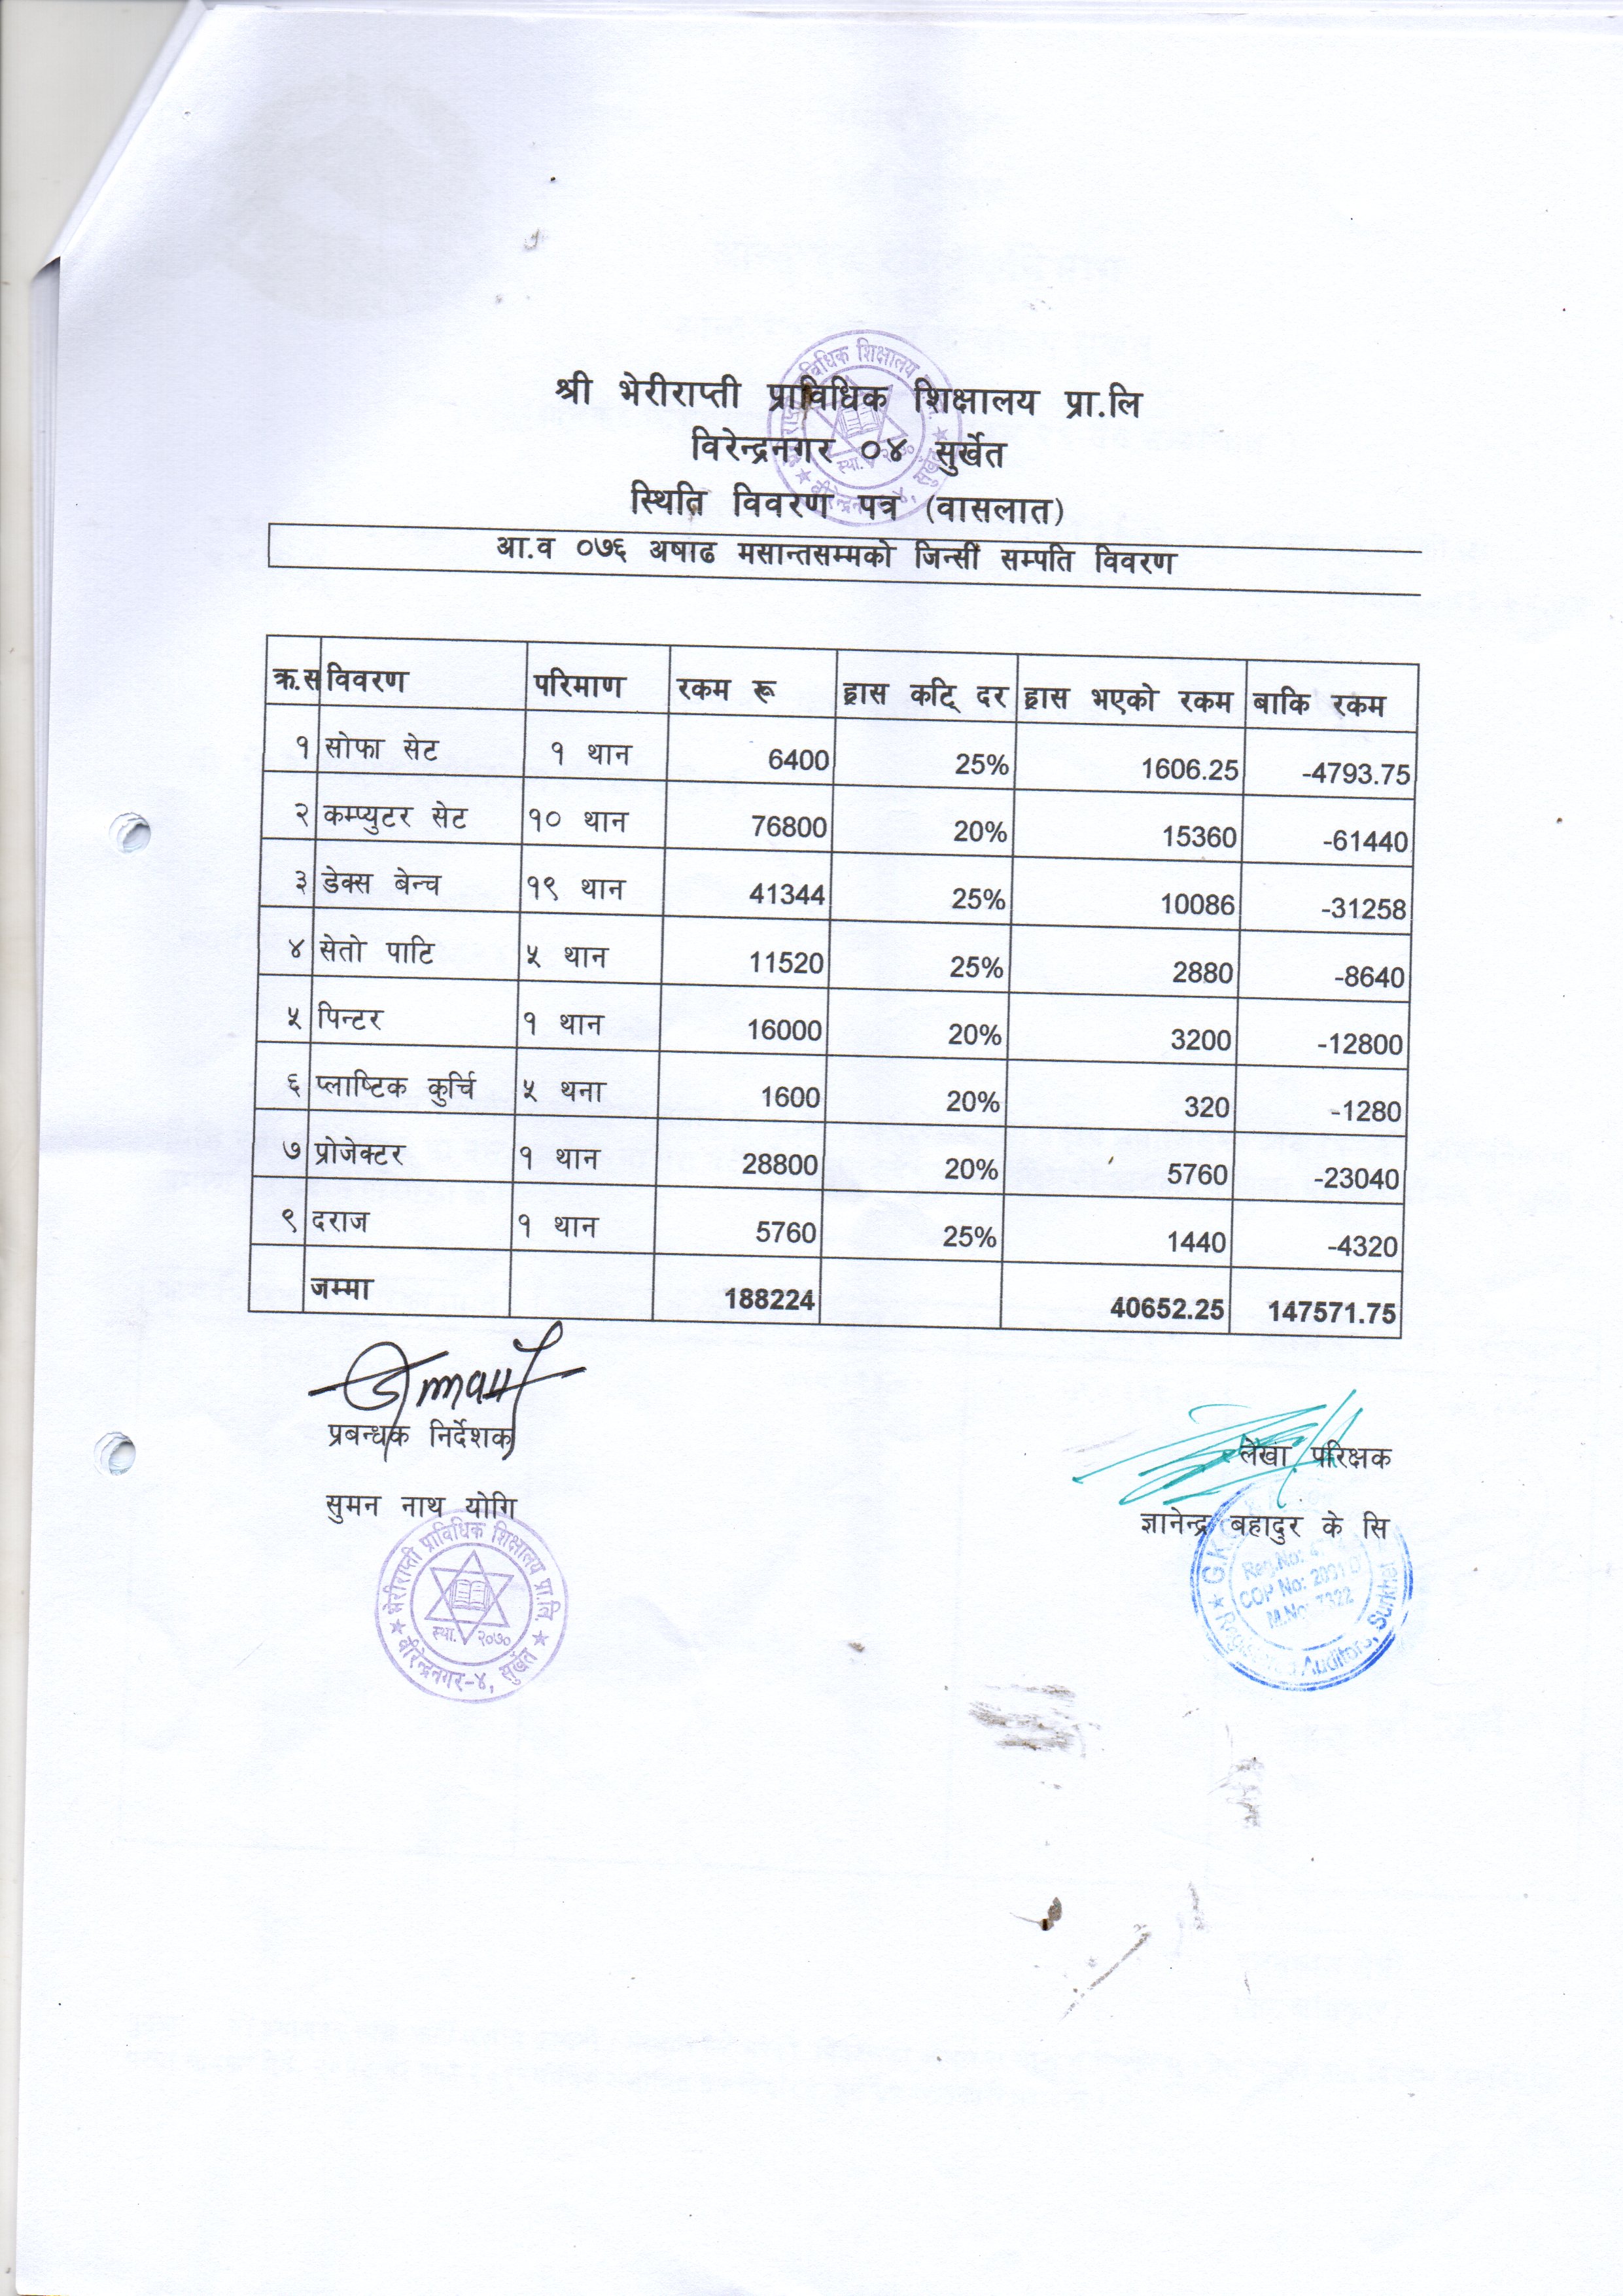 श्री भेरीराप्ती प्राविधिक शिक्षालय प्रा.लि
विरेन्द्रनगर ०४ सुर्खेत
स्थिति विवरण पत्र (वासलात)
आ.व ०७६ अषाढ मसान्तसम्मको जिन्सी सम्पति विवरण
क्र.स विवरण परिमाण रकम रू ह्रास कट्टि दर ह्रास भएको रकम बाकि रकम
१ सोफा सेट १ थान 6400 25% 1606.25 -4793.75
२ कम्प्युटर सेट १० थान 76800 20% 15360 -61440
३ डेक्स बेन्च १९ थान 41344 25% 10086 -31258
४ सेतो पाटि ५ थान 11520 25% 2880 -8640
५ पिन्टर १ थान 16000 20% 3200 -12800
६ प्लाष्टिक कुर्चि ५ थना 1600 20% 320 -1280
७ प्रोजेक्टर १ थान 28800 20% 5760 -23040
९ दराज १ थान 5760 25% 1440 -4320
जम्मा 188224 40652.25 147571.75
प्रबन्धक निर्देशक
लेखा परिक्षक
सुमन नाथ योगि
ज्ञानेन्द्र बहादुर के सि
भेरीराप्ती प्राविधिक शिक्षालय प्रा.लि.
स्था. २०७०
वीरेन्द्रनगर-४, सुर्खेत
Reg.No:
COP No:
M.No: 7322
Registered Auditors, Surkhet